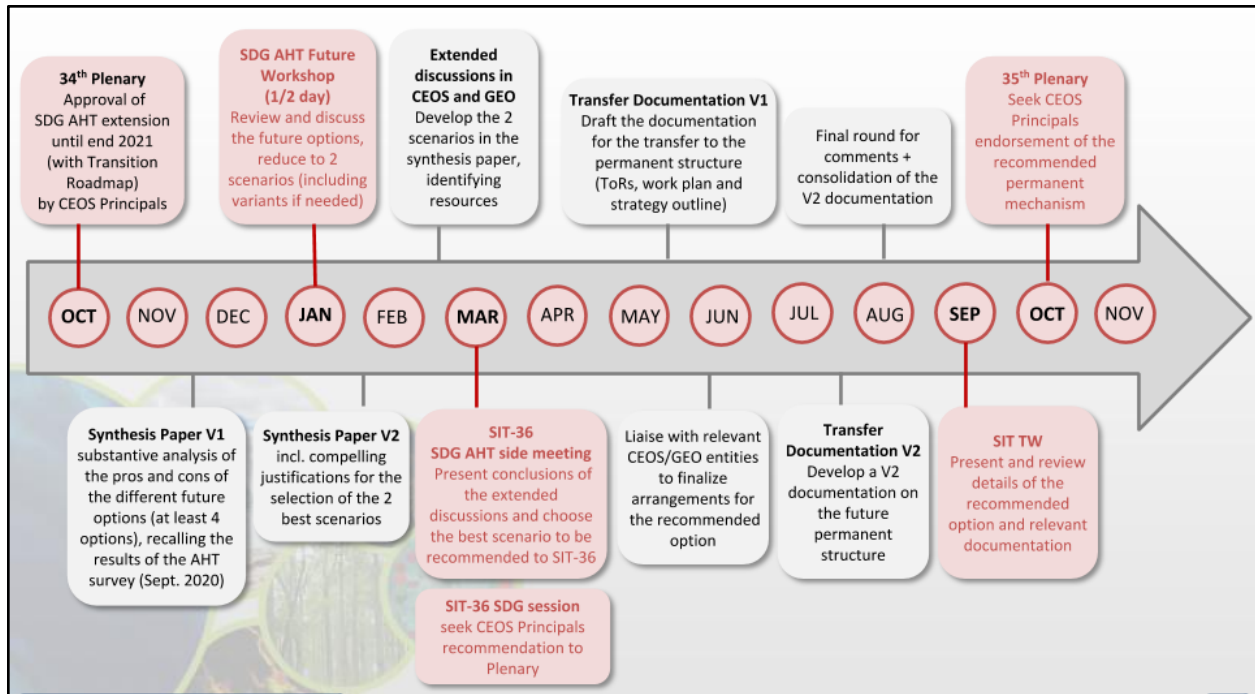 34th Plenary
Approval of
SDG AHT extension
until end 2021
(with Transition
Roadmap)
by CEOS Principals
SDG AHT Future
Workshop
(1/2 day)
Review and discuss
the future options,
reduce to 2
scenarios (including
variants if needed)
Extended
discussions in
CEOS and GEO
Develop the 2
scenarios in the
synthesis paper,
identifying
resources
Transfer Documentation V1
Draft the documentation
for the transfer to the
permanent structure
(ToRs, work plan and
strategy outline)
Final round for
comments +
consolidation of the
V2 documentation
35th Plenary
Seek CEOS
Principals
endorsement of the
recommended
permanent
mechanism
OCT NOV DEC JAN FEB MAR APR MAY JUN JUL AUG SEP OCT NOV
Synthesis Paper V1
substantive analysis of
the pros and cons of
the different future
options (at least 4
options), recalling the
results of the AHT
survey (Sept. 2020)
Synthesis Paper V2
incl. compelling
justifications for the
selection of the 2
best scenarios
SIT-36
SDG AHT side meeting
Present conclusions of
the extended
discussions and choose
the best scenario to be
recommended to SIT-36
SIT-36 SDG session
seek CEOS Principals
recommendation to
Plenary
Liaise with relevant
CEOS/GEO entities
to finalize
arrangements for
the recommended
option
Transfer
Documentation V2
Develop a V2
documentation on
the future
permanent
structure
SIT TW
Present and review
details of the
recommended
option and relevant
documentation